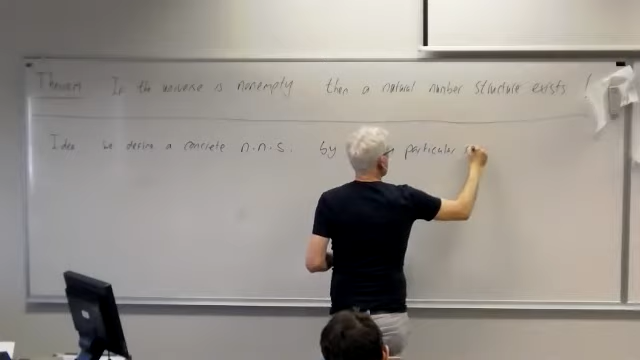 Theorem If the universe is nonempty then a natural number structure exists
Idea We define a concrete n.n.s. by particular s